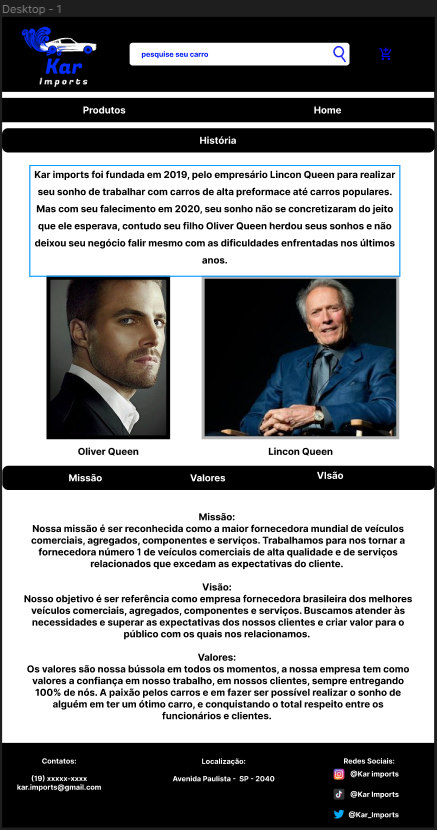 Desktop - 1
Kar
Imports
pesquise seu carro
Produtos
Home
História
Kar imports foi fundada em 2019, pelo empresário Lincon Queen para realizar
seu sonho de trabalhar com carros de alta preformace até carros populares.
Mas com seu falecimento em 2020, seu sonho não se concretizaram do jeito
que ele esperava, contudo seu filho Oliver Queen herdou seus sonhos e não
deixou seu negócio falir mesmo com as dificuldades enfrentadas nos últimos
anos.
Oliver Queen
Lincon Queen
Missão
Valores
VIsão
Missão:
Nossa missão é ser reconhecida como a maior fornecedora mundial de veículos
comerciais, agregados, componentes e serviços. Trabalhamos para nos tornar a
fornecedora número 1 de veículos comerciais de alta qualidade e de serviços
relacionados que excedam as expectativas do cliente.
Visão:
Nosso objetivo é ser referência como empresa fornecedora brasileira dos melhores
veículos comerciais, agregados, componentes e serviços. Buscamos atender às
necessidades e superar as expectativas dos nossos clientes e criar valor para o
público com os quais nos relacionamos.
Valores:
Os valores são nossa bússola em todos os momentos, a nossa empresa tem como
valores a confiança em nosso trabalho, em nossos clientes, sempre entregando
100% de nós. A paixão pelos carros e em fazer ser possível realizar o sonho de
alguém em ter um ótimo carro, e conquistando o total respeito entre os
funcionários e clientes.
Contatos:
(19) xxxxx-xxxx
kar.imports@gmail.com
Localização:
Avenida Paulista - SP - 2040
Redes Sociais:
@Kar imports
@Kar Imports
@Kar_Imports